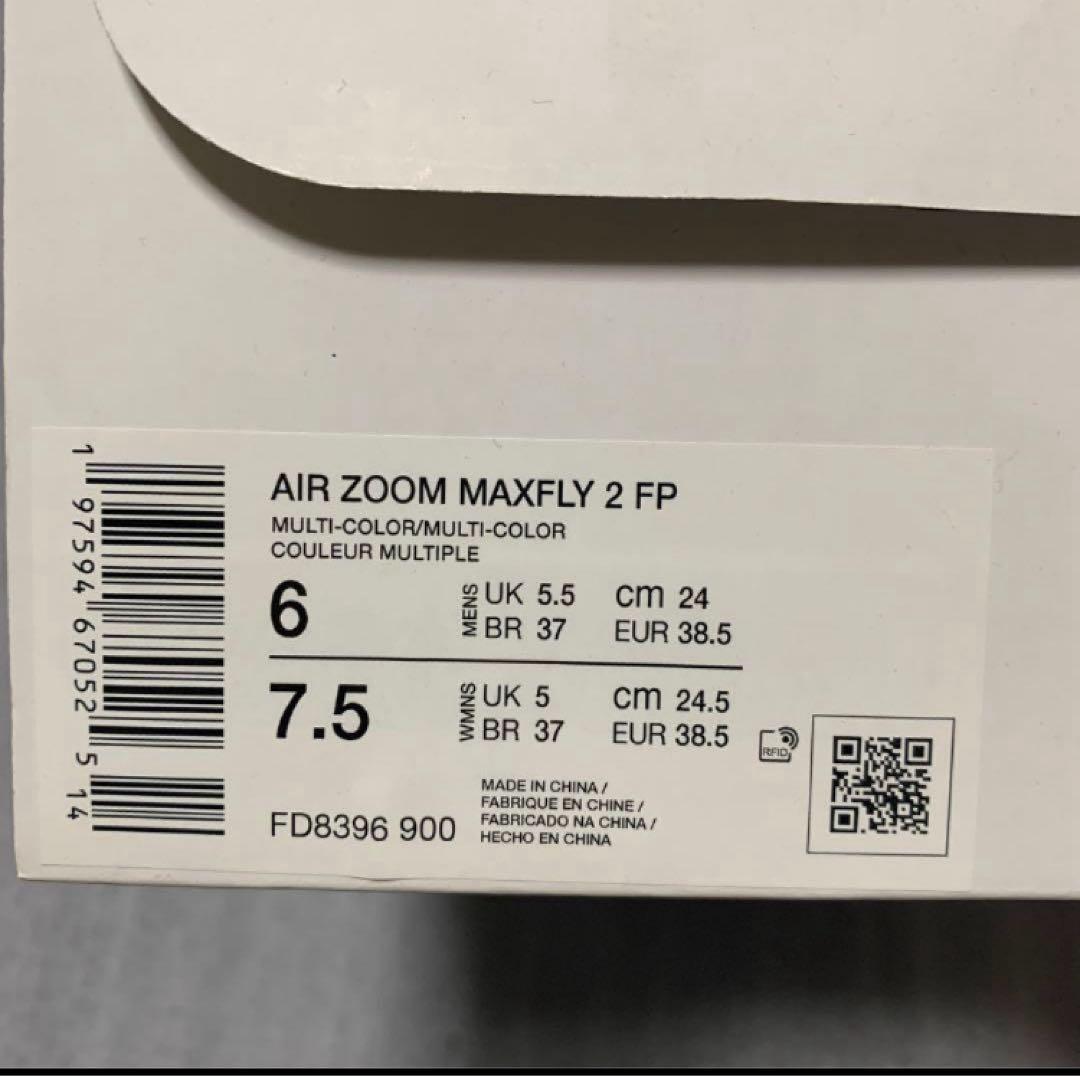 AIR ZOOM MAXFLY 2 FP
MULTI-COLOR/MULTI-COLOR
COULEUR MULTIPLE
6 MENS UK 5.5 cm 24
BR 37 EUR 38.5
7.5 WMNS UK 5 cm 24.5
BR 37 EUR 38.5
RFID
FD8396 900
MADE IN CHINA /
FABRIQUE EN CHINE /
FABRICADO NA CHINA /
HECHO EN CHINA
1 97594 67052 5 14